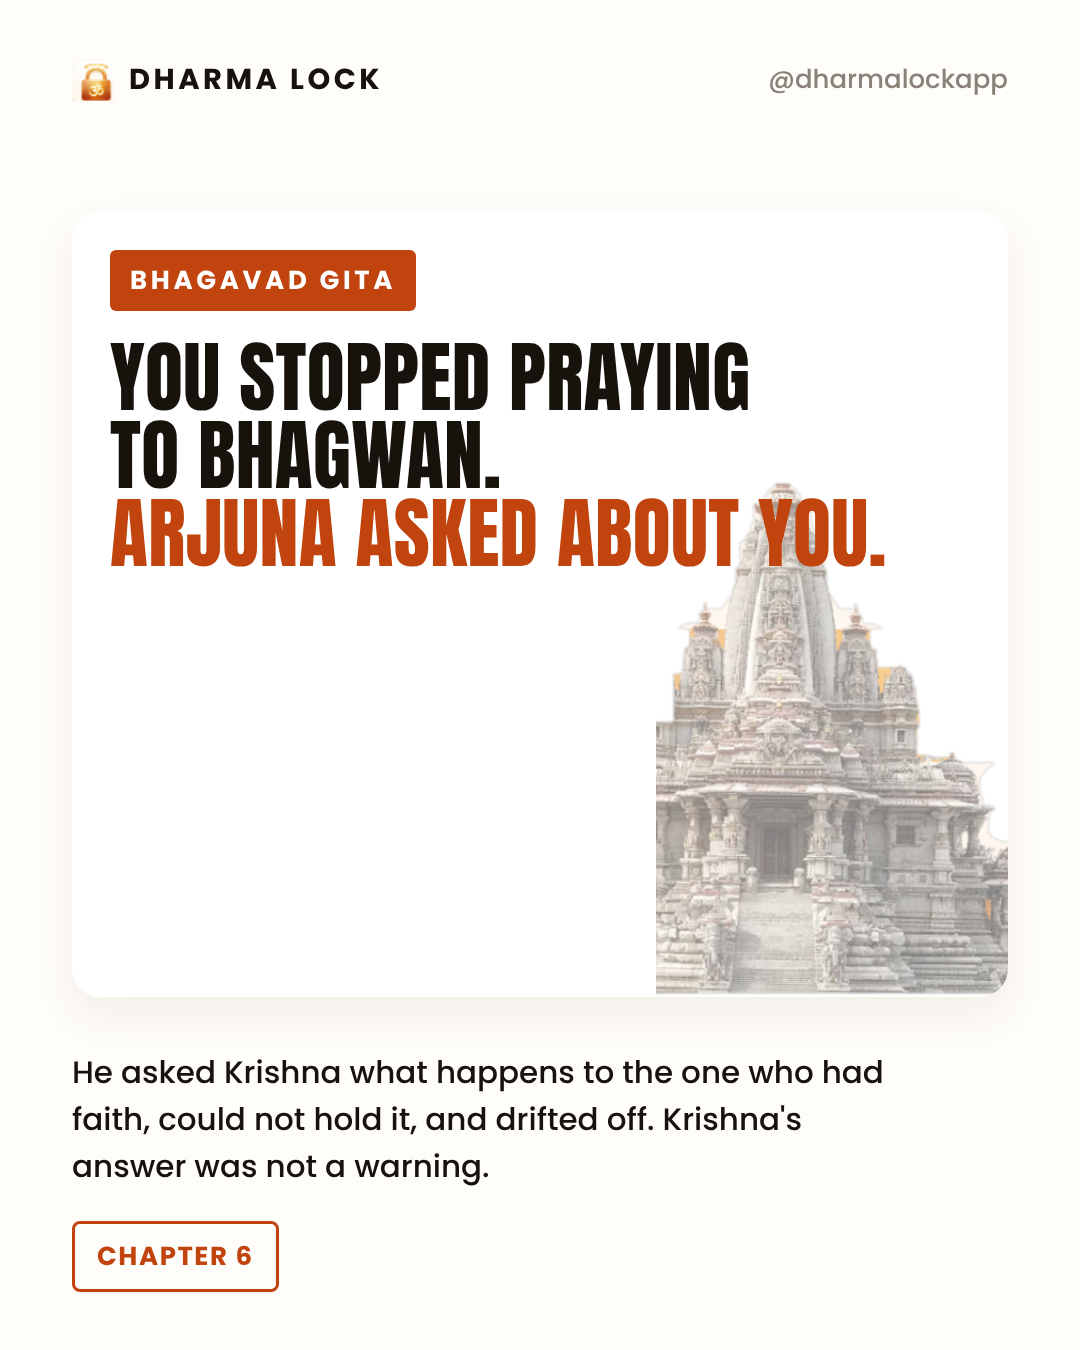 DHARMA LOCK
@dharmalockapp
BHAGAVAD GITA
YOU STOPPED PRAYING
TO BHAGWAN.
ARJUNA ASKED ABOUT YOU.
He asked Krishna what happens to the one who had
faith, could not hold it, and drifted off. Krishna's
answer was not a warning.
CHAPTER 6